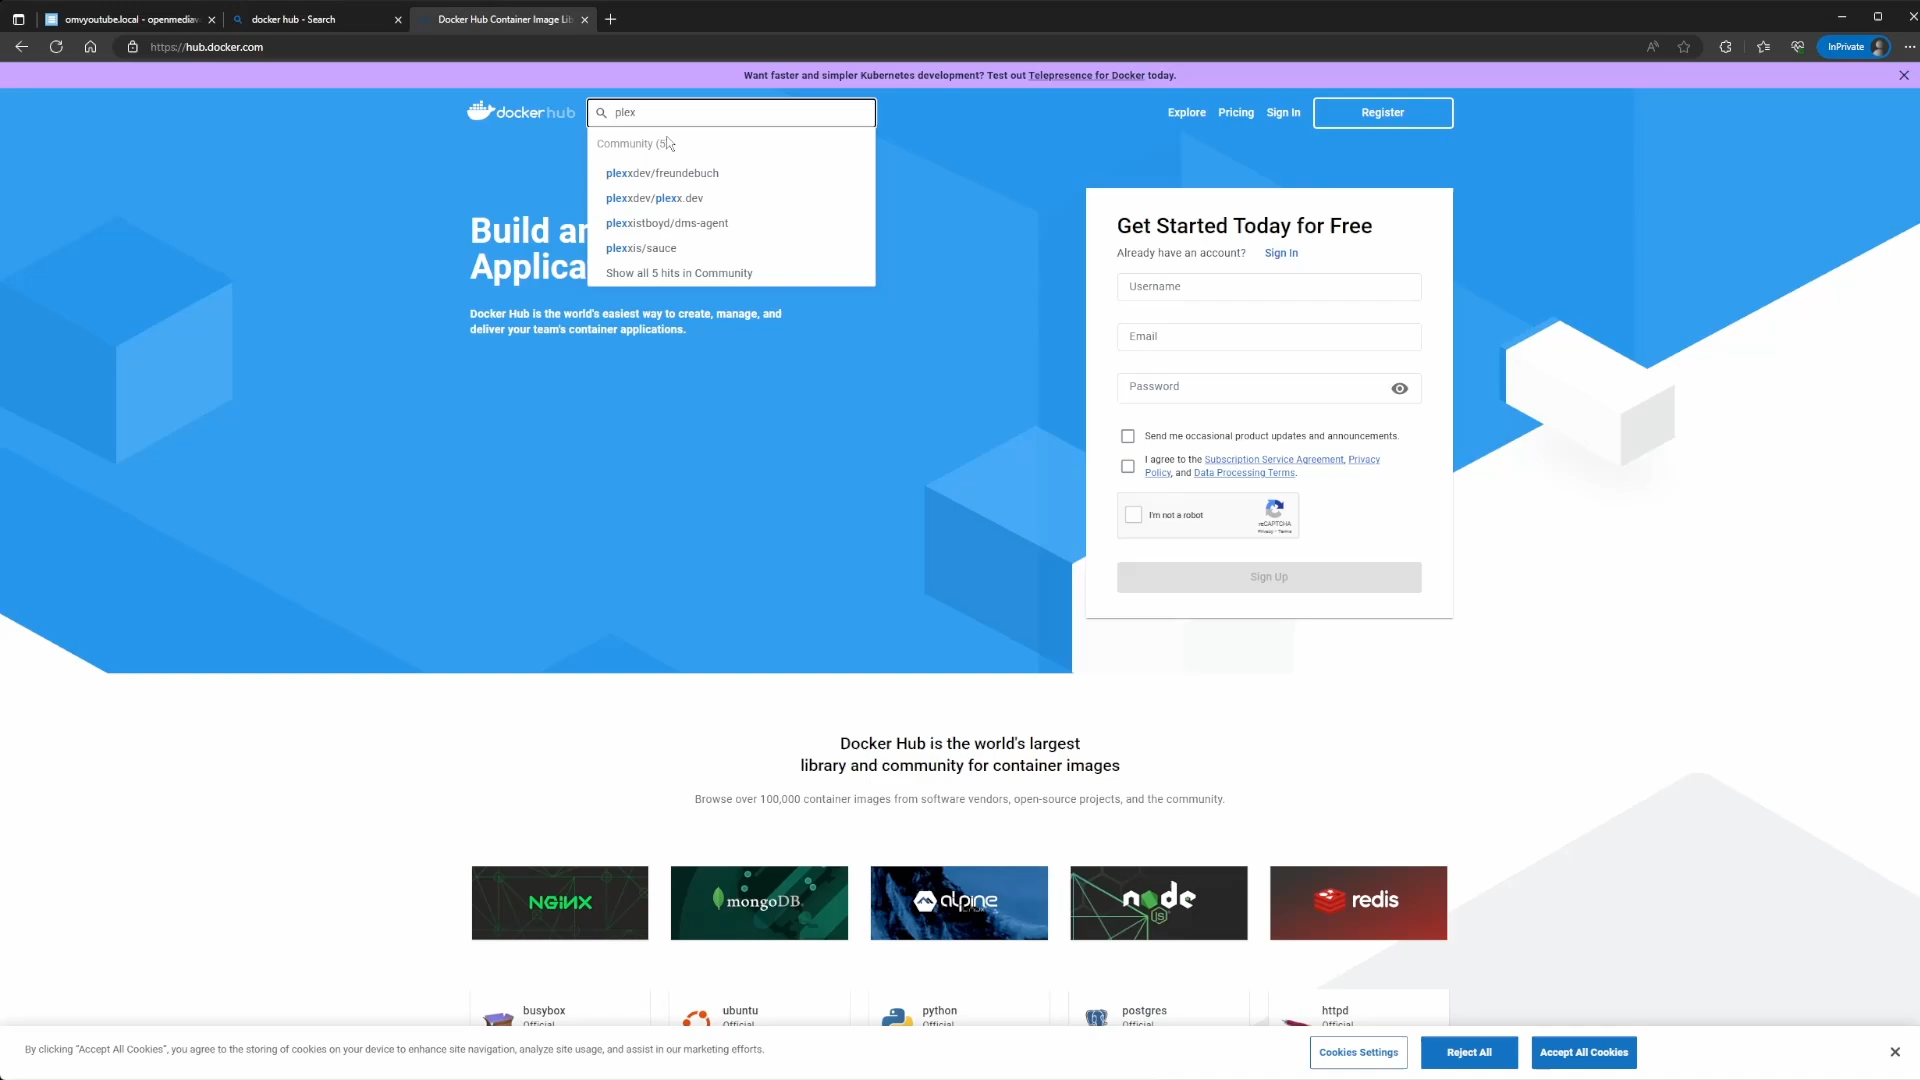 omvyoutube.local - openmediav
docker hub - Search
Docker Hub Container Image Lib
https://hub.docker.com
InPrivate
Want faster and simpler Kubernetes development? Test out Telepresence for Docker today.
docker hub
plex
Explore
Pricing
Sign In
Register
Community (5
plexxdev/freundebuch
plexxdev/plexx.dev
plexxistboyd/dms-agent
plexxis/sauce
Show all 5 hits in Community
Build an
Applica
Docker Hub is the world's easiest way to create, manage, and
deliver your team's container applications.
Get Started Today for Free
Already have an account? Sign In
Username
Email
Password
Send me occasional product updates and announcements.
I agree to the Subscription Service Agreement, Privacy
Policy, and Data Processing Terms.
I'm not a robot
reCAPTCHA
Privacy - Terms
Sign Up
Docker Hub is the world's largest
library and community for container images
Browse over 100,000 container images from software vendors, open-source projects, and the community.
NGINX
mongoDB
alpine
node
JS
redis
busybox
Official
ubuntu
Official
python
Official
postgres
Official
httpd
Official
By clicking "Accept All Cookies", you agree to the storing of cookies on your device to enhance site navigation, analyze site usage, and assist in our marketing efforts.
Cookies Settings
Reject All
Accept All Cookies